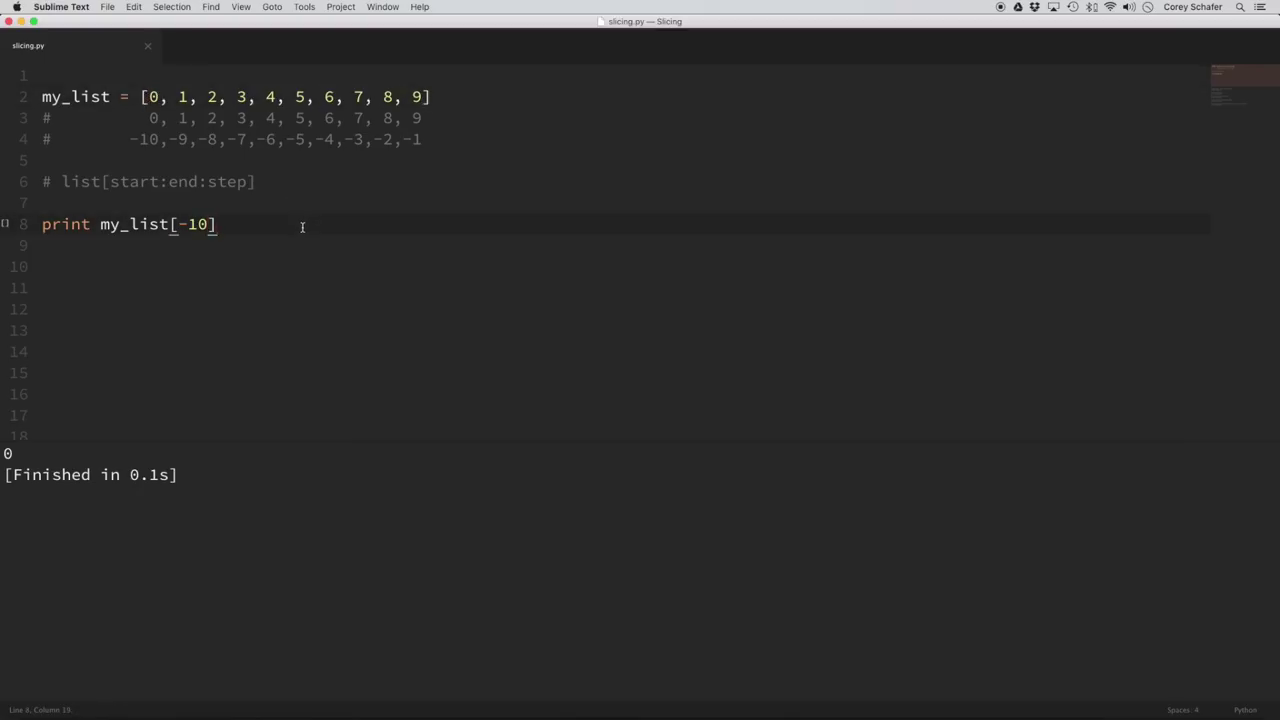 Sublime Text File Edit Selection Find View Goto Tools Project Window Help Corey Schafer
slicing.py — Slicing
slicing.py
1
2 my_list = [0, 1, 2, 3, 4, 5, 6, 7, 8, 9]
3 # 0, 1, 2, 3, 4, 5, 6, 7, 8, 9
4 # -10,-9,-8,-7,-6,-5,-4,-3,-2,-1
5
6 # list[start:end:step]
7
8 print my_list[-10]
9
10
11
12
13
14
15
16
17
18
0
[Finished in 0.1s]
Line 8, Column 19 Spaces: 4 Python